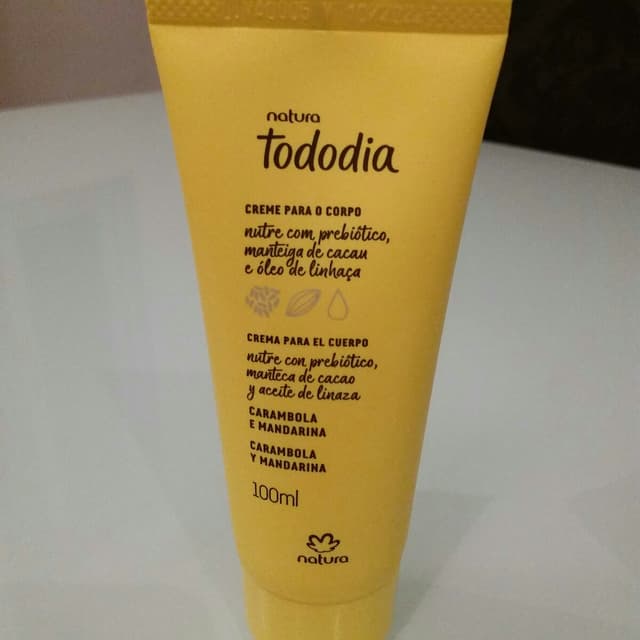 natura
tododia
CREME PARA O CORPO
nutre com prebiótico,
manteiga de cacau
e óleo de linhaça
CREMA PARA EL CUERPO
nutre con prebiótico,
manteca de cacao
y aceite de linaza
CARAMBOLA
E MANDARINA
CARAMBOLA
Y MANDARINA
100ml
natura